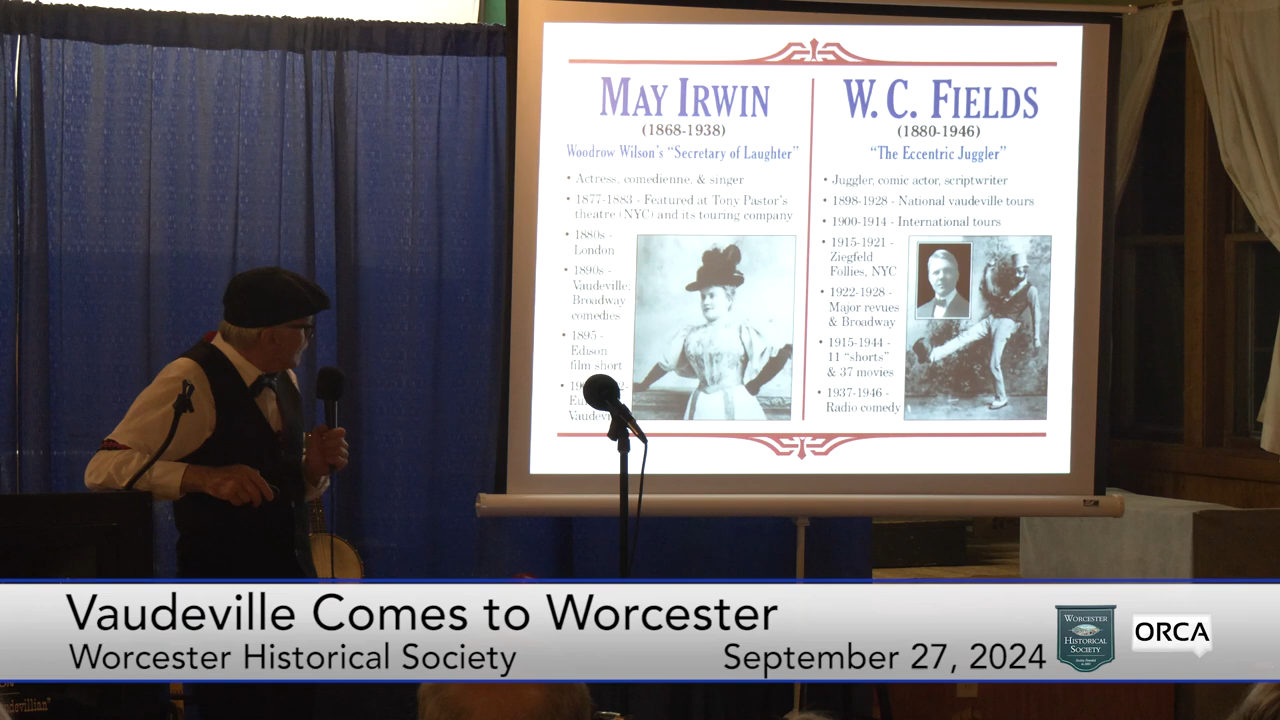 MAY IRWIN
(1868-1938)
Woodrow Wilson's "Secretary of Laughter"
• Actress, comedienne, & singer
• 1877-1883 - Featured at Tony Pastor's
theatre (NYC) and its touring company
• 1880s -
London
• 1890s -
Vaudeville,
Broadway
comedies
• 1895 -
Edison
film short
W. C. FIELDS
(1880-1946)
"The Eccentric Juggler"
• Juggler, comic actor, scriptwriter
• 1898-1928 - National vaudeville tours
• 1900-1914 - International tours
• 1915-1921 -
Ziegfeld
Follies, NYC
• 1922-1928 -
Major revues
& Broadway
• 1915-1944 -
11 "shorts"
& 37 movies
• 1937-1946 -
Radio comedy
Vaudeville Comes to Worcester
Worcester Historical Society
September 27, 2024
WORCESTER
HISTORICAL
SOCIETY
ORCA